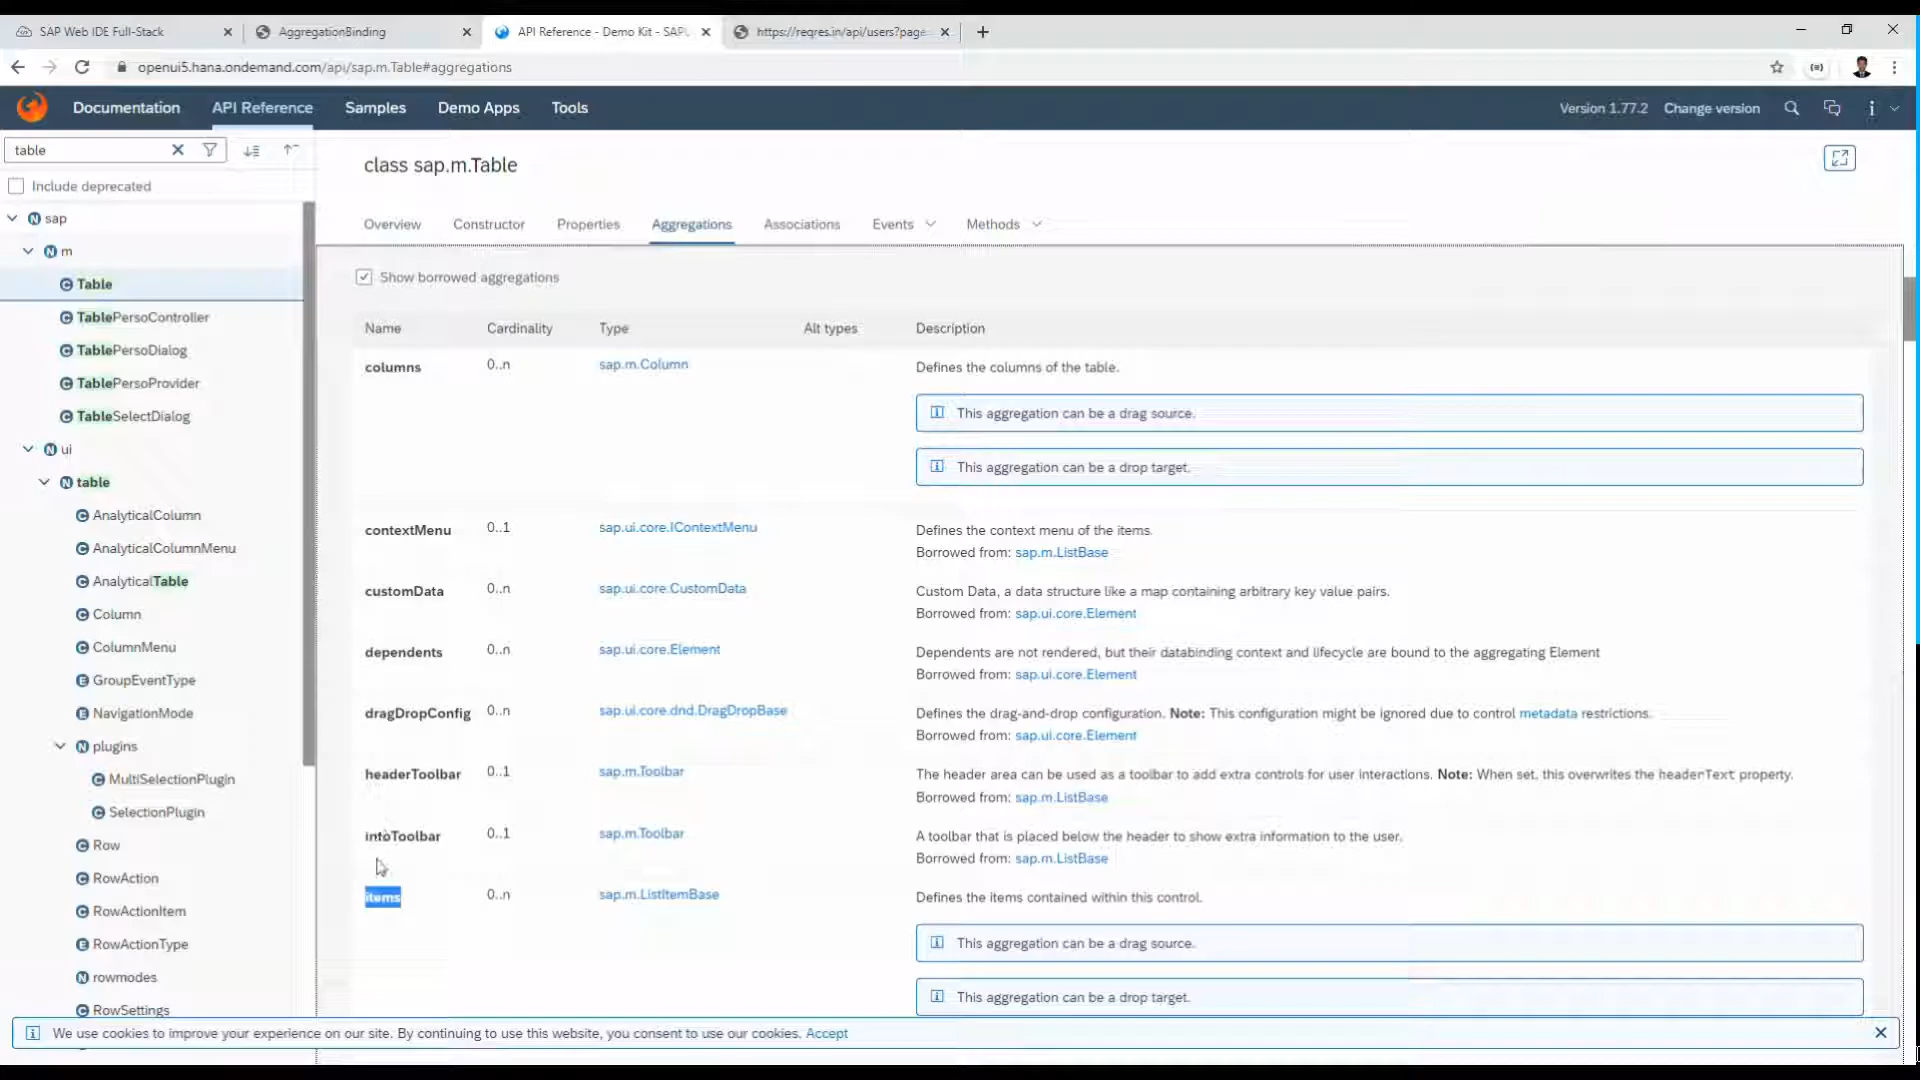 SAP Web IDE Full-Stack
AggregationBinding
API Reference - Demo Kit - SAPU
https://reqres.in/api/users?page
openui5.hana.ondemand.com/api/sap.m.Table#aggregations
Documentation API Reference Samples Demo Apps Tools
Version 1.77.2 Change version
table
Include deprecated
sap
m
Table
TablePersoController
TablePersoDialog
TablePersoProvider
TableSelectDialog
ui
table
AnalyticalColumn
AnalyticalColumnMenu
AnalyticalTable
Column
ColumnMenu
GroupEventType
NavigationMode
plugins
MultiSelectionPlugin
SelectionPlugin
Row
RowAction
RowActionItem
RowActionType
rowmodes
RowSettings
class sap.m.Table
Overview Constructor Properties Aggregations Associations Events Methods
Show borrowed aggregations
Name Cardinality Type Alt types Description
columns 0..n sap.m.Column Defines the columns of the table.
This aggregation can be a drag source.
This aggregation can be a drop target.
contextMenu 0..1 sap.ui.core.IContextMenu Defines the context menu of the items.
Borrowed from: sap.m.ListBase
customData 0..n sap.ui.core.CustomData Custom Data, a data structure like a map containing arbitrary key value pairs.
Borrowed from: sap.ui.core.Element
dependents 0..n sap.ui.core.Element Dependents are not rendered, but their databinding context and lifecycle are bound to the aggregating Element
Borrowed from: sap.ui.core.Element
dragDropConfig 0..n sap.ui.core.dnd.DragDropBase Defines the drag-and-drop configuration. Note: This configuration might be ignored due to control metadata restrictions.
Borrowed from: sap.ui.core.Element
headerToolbar 0..1 sap.m.Toolbar The header area can be used as a toolbar to add extra controls for user interactions. Note: When set, this overwrites the headerText property.
Borrowed from: sap.m.ListBase
infoToolbar 0..1 sap.m.Toolbar A toolbar that is placed below the header to show extra information to the user.
Borrowed from: sap.m.ListBase
items 0..n sap.m.ListItemBase Defines the items contained within this control.
This aggregation can be a drag source.
This aggregation can be a drop target.
We use cookies to improve your experience on our site. By continuing to use this website, you consent to use our cookies. Accept